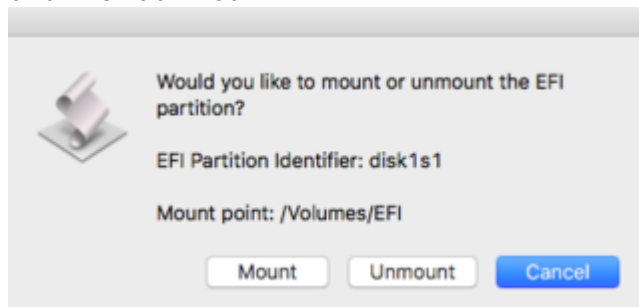 Would you like to mount or unmount the EFI
partition?
EFI Partition Identifier: disk1s1
Mount point: /Volumes/EFI
Mount
Unmount
Cancel